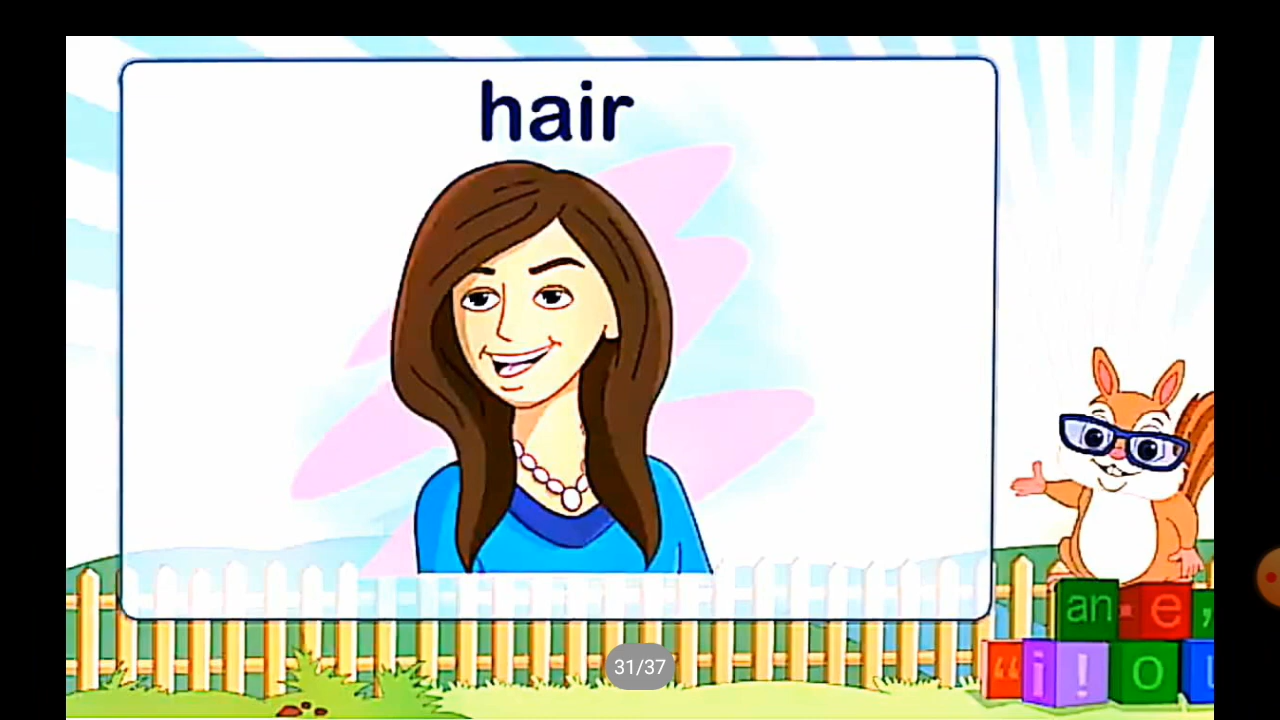 hair
an e ,
“ i ! o
31/37